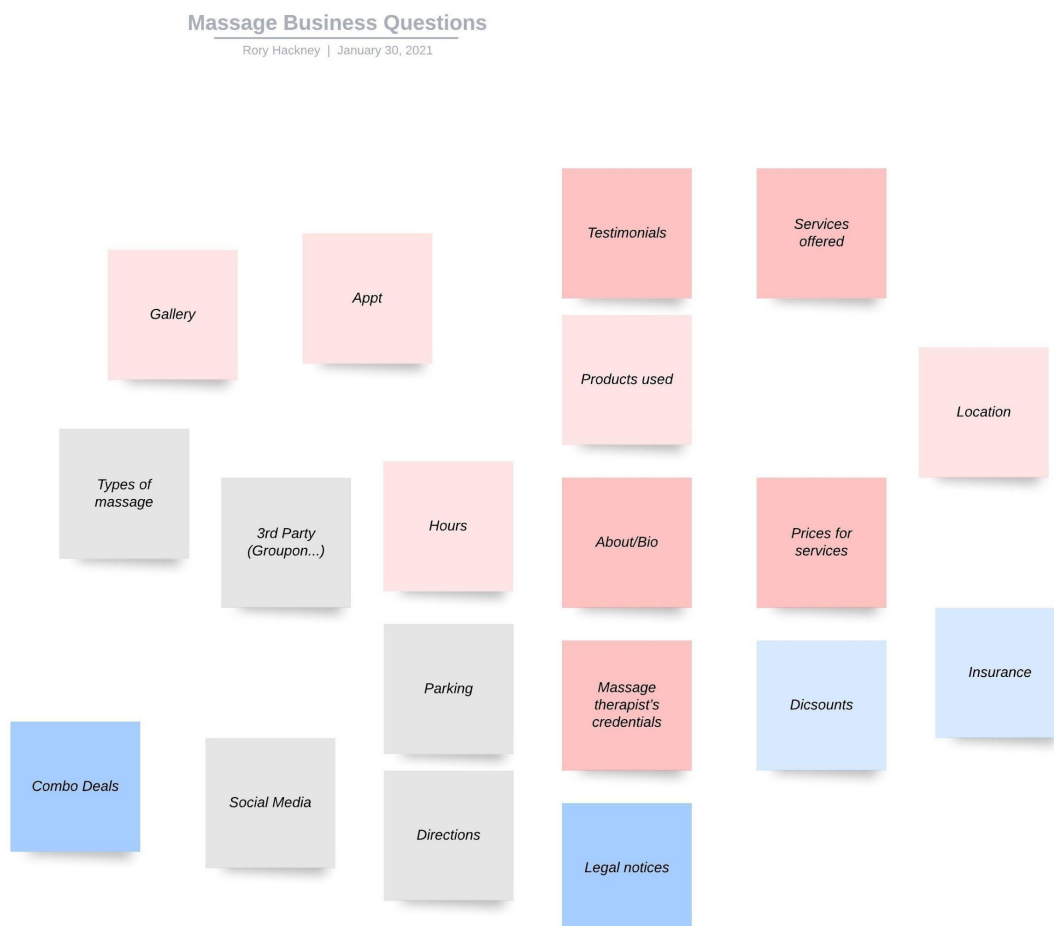 Massage Business Questions
Rory Hackney | January 30, 2021
Testimonials
Services
offered
Gallery
Appt
Products used
Location
Types of
massage
3rd Party
(Groupon...)
Hours
About/Bio
Prices for
services
Parking
Massage
therapist's
credentials
Dicsounts
Insurance
Combo Deals
Social Media
Directions
Legal notices